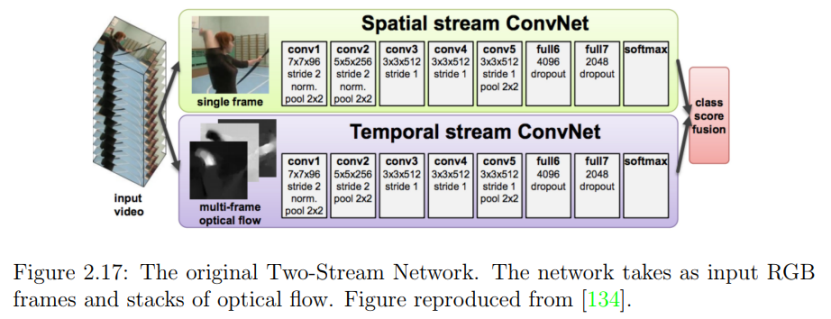 Spatial stream ConvNet
single frame
conv1
7x7x96
stride 2
norm.
pool 2x2
conv2
5x5x256
stride 2
norm.
pool 2x2
conv3
3x3x512
stride 1
conv4
3x3x512
stride 1
conv5
3x3x512
stride 1
pool 2x2
full6
4096
dropout
full7
2048
dropout
softmax
Temporal stream ConvNet
input
video
multi-frame
optical flow
conv1
7x7x96
stride 2
norm.
pool 2x2
conv2
5x5x256
stride 2
pool 2x2
conv3
3x3x512
stride 1
conv4
3x3x512
stride 1
conv5
3x3x512
stride 1
pool 2x2
full6
4096
dropout
full7
2048
dropout
softmax
class
score
fusion
Figure 2.17: The original Two-Stream Network. The network takes as input RGB
frames and stacks of optical flow. Figure reproduced from [134].